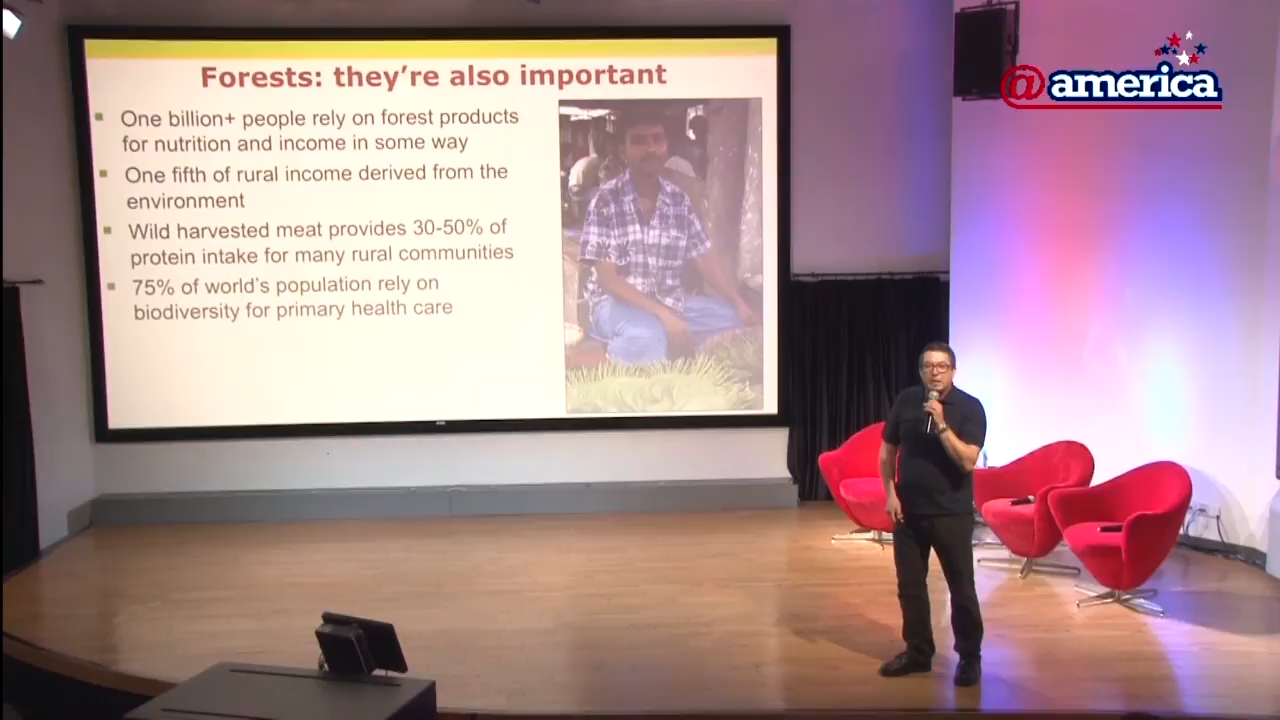 Forests: they're also important
One billion+ people rely on forest products
for nutrition and income in some way
One fifth of rural income derived from the
environment
Wild harvested meat provides 30-50% of
protein intake for many rural communities
75% of world's population rely on
biodiversity for primary health care
@america